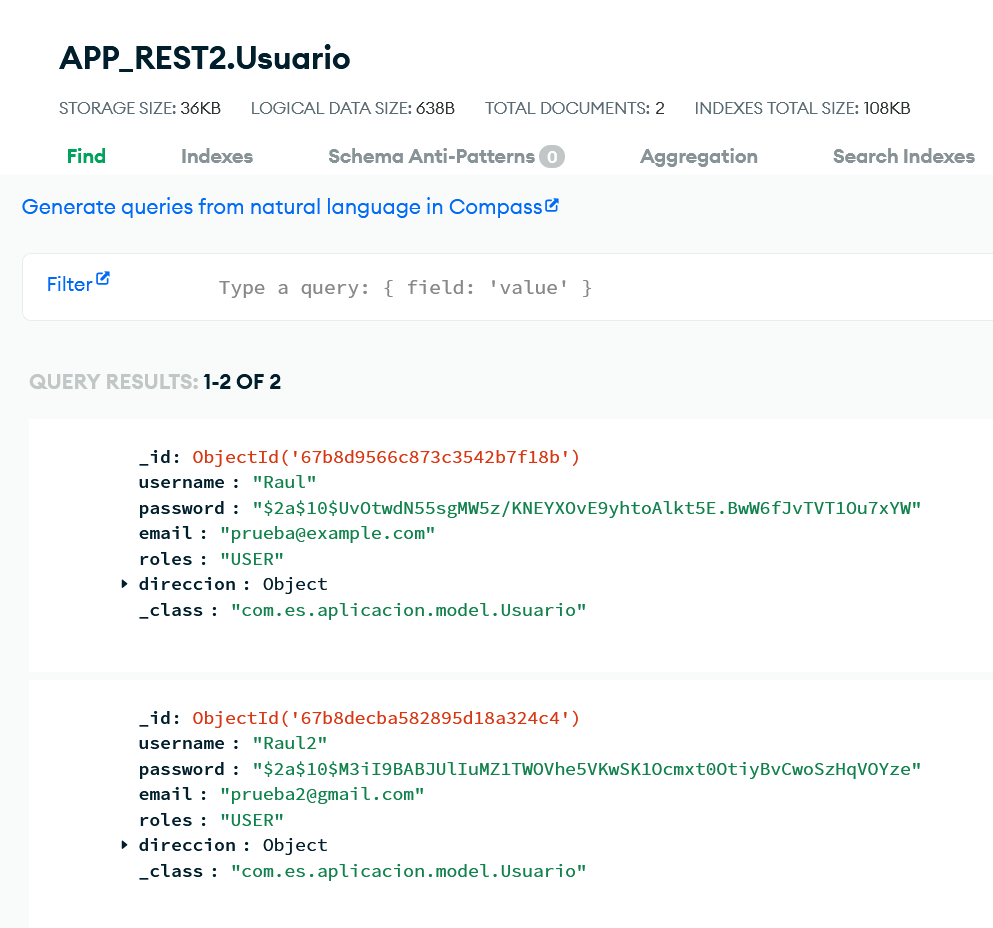 APP_REST2.Usuario
STORAGE SIZE: 36KB LOGICAL DATA SIZE: 638B TOTAL DOCUMENTS: 2 INDEXES TOTAL SIZE: 108KB
Find Indexes Schema Anti-Patterns 0 Aggregation Search Indexes
Generate queries from natural language in Compass
Filter Type a query: { field: 'value' }
QUERY RESULTS: 1-2 OF 2
_id: ObjectId('67b8d9566c873c3542b7f18b')
username : "Raul"
password : "$2a$10$UvOtwdN55sgMW5z/KNEYXOvE9yhtoAlkt5E.BwW6fJvTVT1Ou7xYW"
email : "prueba@example.com"
roles : "USER"
direccion : Object
_class : "com.es.aplicacion.model.Usuario"
_id: ObjectId('67b8decba582895d18a324c4')
username : "Raul2"
password : "$2a$10$M3iI9BABJUlIuMZ1TWOVhe5VKwSK1Ocmxt0OtiyBvCwoSzHqVOYze"
email : "prueba2@gmail.com"
roles : "USER"
direccion : Object
_class : "com.es.aplicacion.model.Usuario"